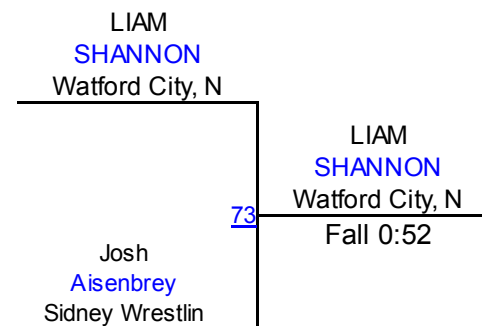 LIAM
SHANNON
Watford City, N
LIAM
SHANNON
Watford City, N
73
Fall 0:52
Josh
Aisenbrey
Sidney Wrestlin